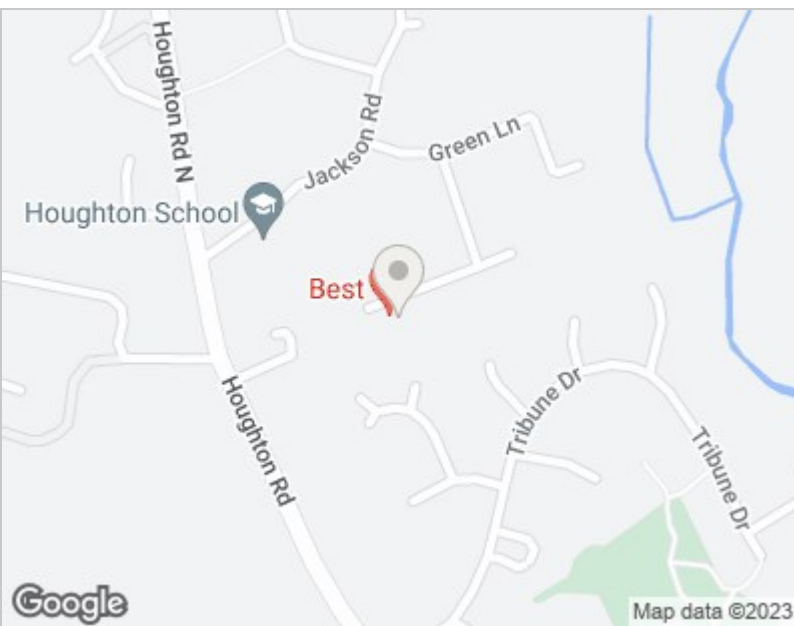 Houghton Rd N
Jackson Rd
Green Ln
Houghton School
Best
Houghton Rd
Tribune Dr
Tribune Dr
Google
Map data ©2023